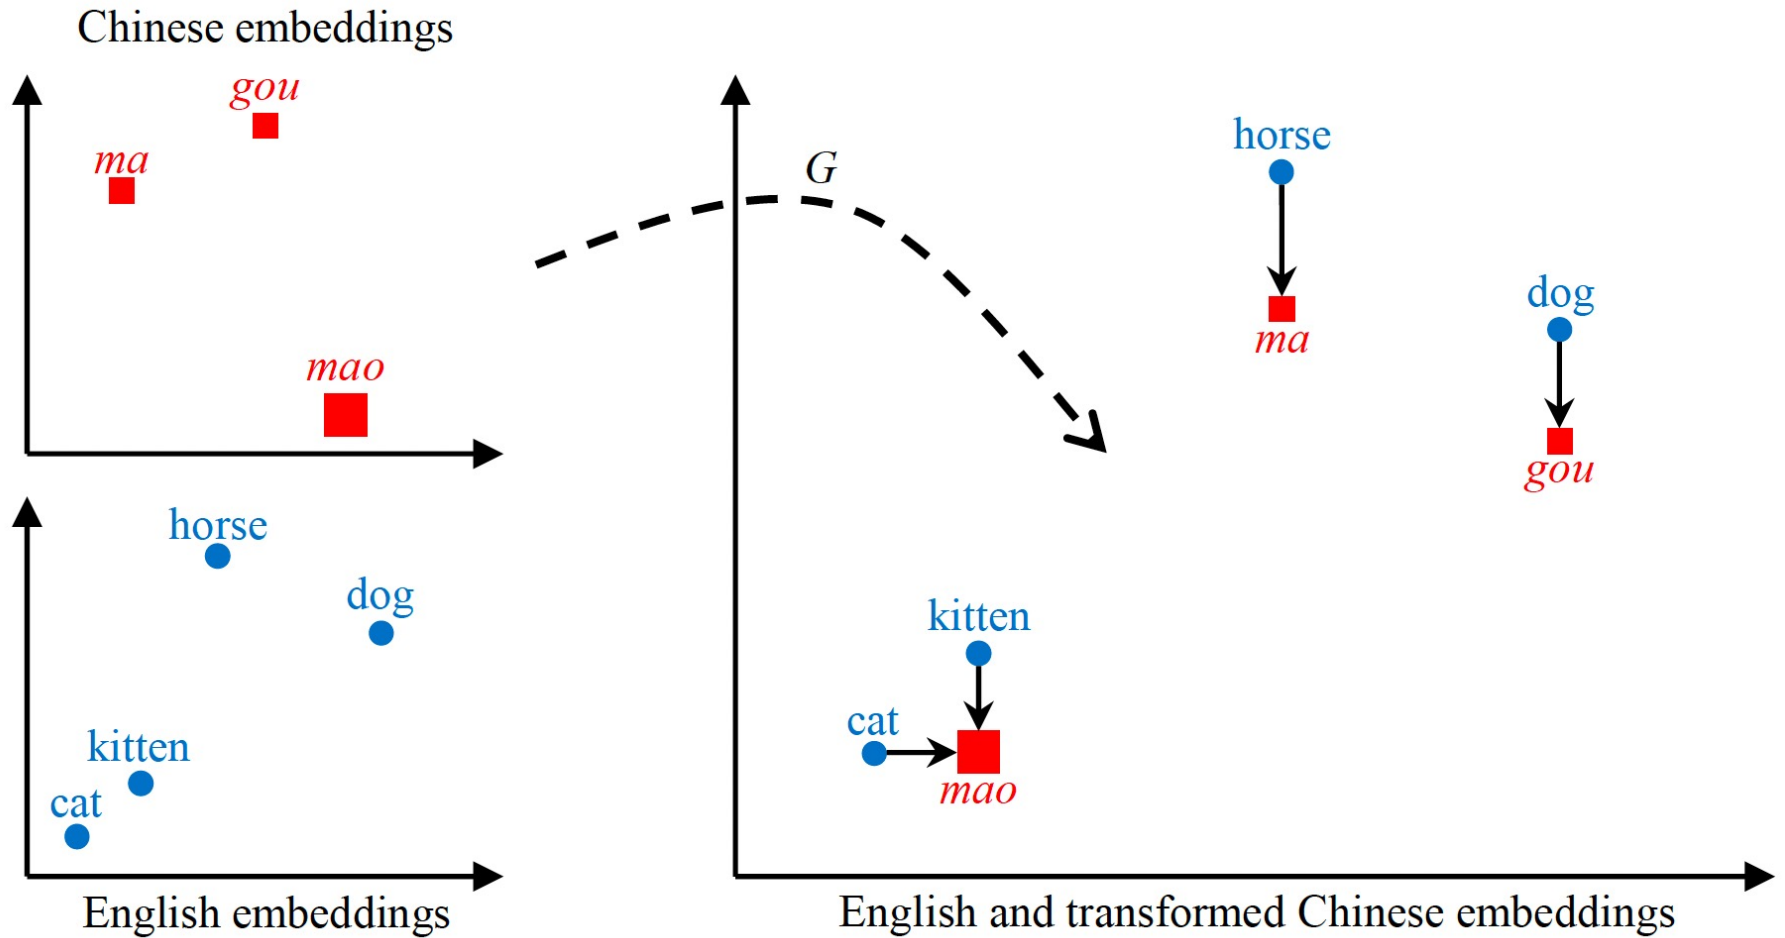 Chinese embeddings
gou
ma
mao
horse
dog
kitten
cat
English embeddings
G
horse
dog
ma
gou
kitten
cat
mao
English and transformed Chinese embeddings